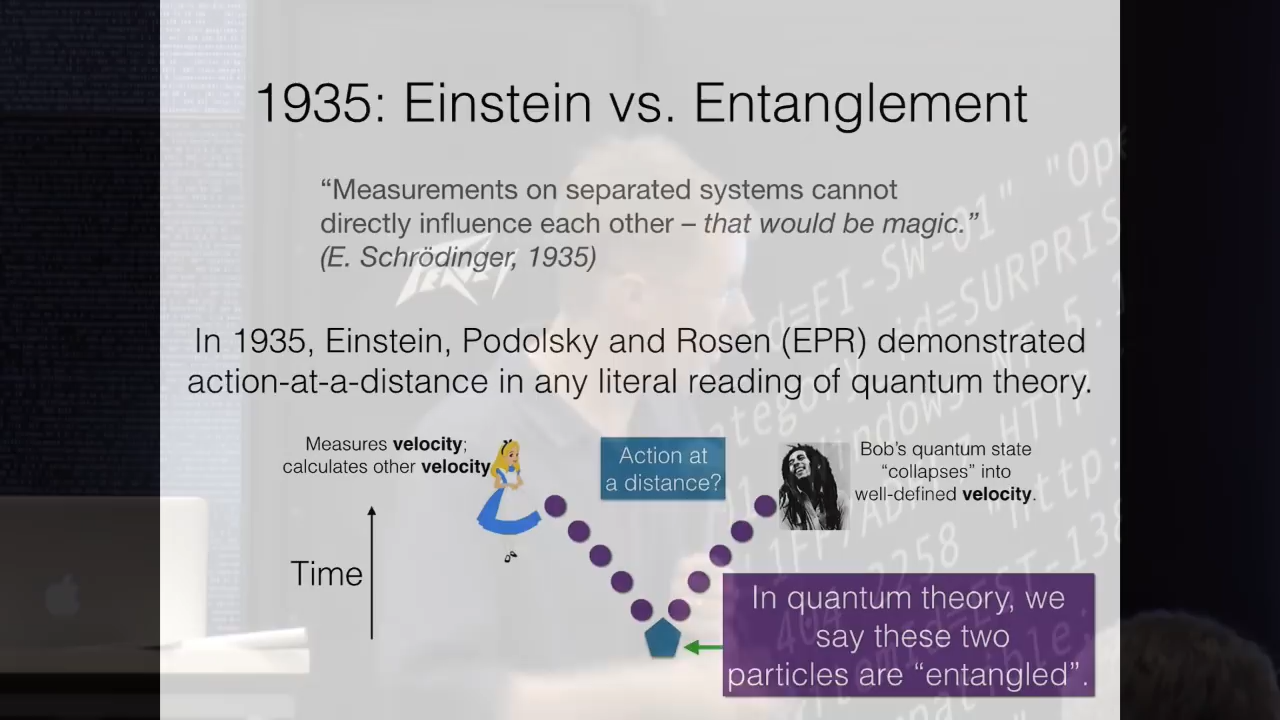 1935: Einstein vs. Entanglement
“Measurements on separated systems cannot
directly influence each other – that would be magic.”
(E. Schrödinger, 1935)
In 1935, Einstein, Podolsky and Rosen (EPR) demonstrated
action-at-a-distance in any literal reading of quantum theory.
Measures velocity;
calculates other velocity
Action at
a distance?
Bob’s quantum state
“collapses” into
well-defined velocity.
Time
In quantum theory, we
say these two
particles are “entangled”.
PEAVEY